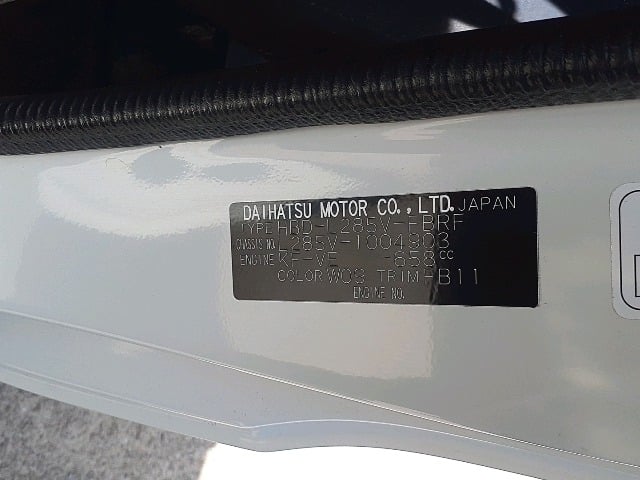 DAIHATSU MOTOR CO., LTD. JAPAN
TYPE HBD-L285V-FBRF
CHASSIS NO. L285V-1004303
ENGINE KF-VE -658CC
COLOR W09 TRIM-B11
ENGINE NO.